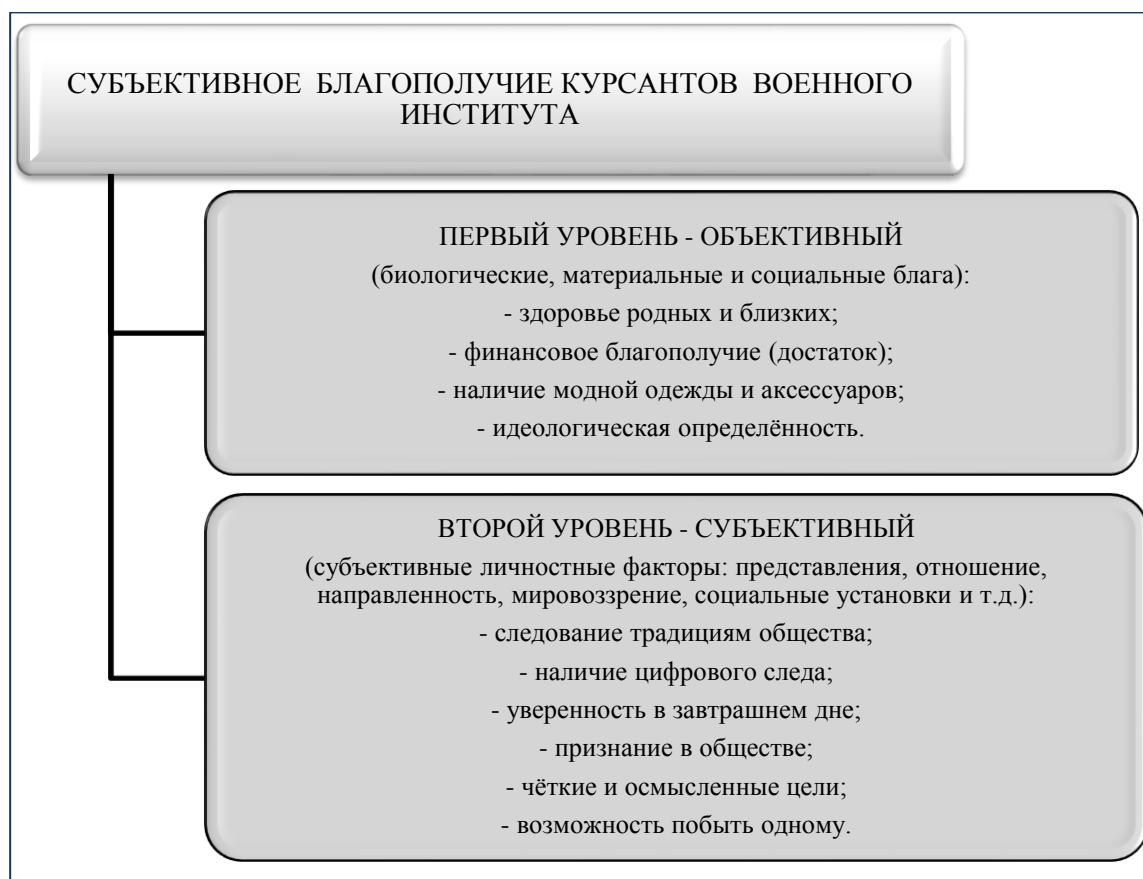 СУБЪЕКТИВНОЕ БЛАГОПОЛУЧИЕ КУРСАНТОВ ВОЕННОГО
ИНСТИТУТА
ПЕРВЫЙ УРОВЕНЬ - ОБЪЕКТИВНЫЙ
(биологические, материальные и социальные блага):
- здоровье родных и близких;
- финансовое благополучие (достаток);
- наличие модной одежды и аксессуаров;
- идеологическая определённость.
ВТОРОЙ УРОВЕНЬ - СУБЪЕКТИВНЫЙ
(субъективные личностные факторы: представления, отношение,
направленность, мировоззрение, социальные установки и т.д.):
- следование традициям общества;
- наличие цифрового следа;
- уверенность в завтрашнем дне;
- признание в обществе;
- чёткие и осмысленные цели;
- возможность побыть одному.